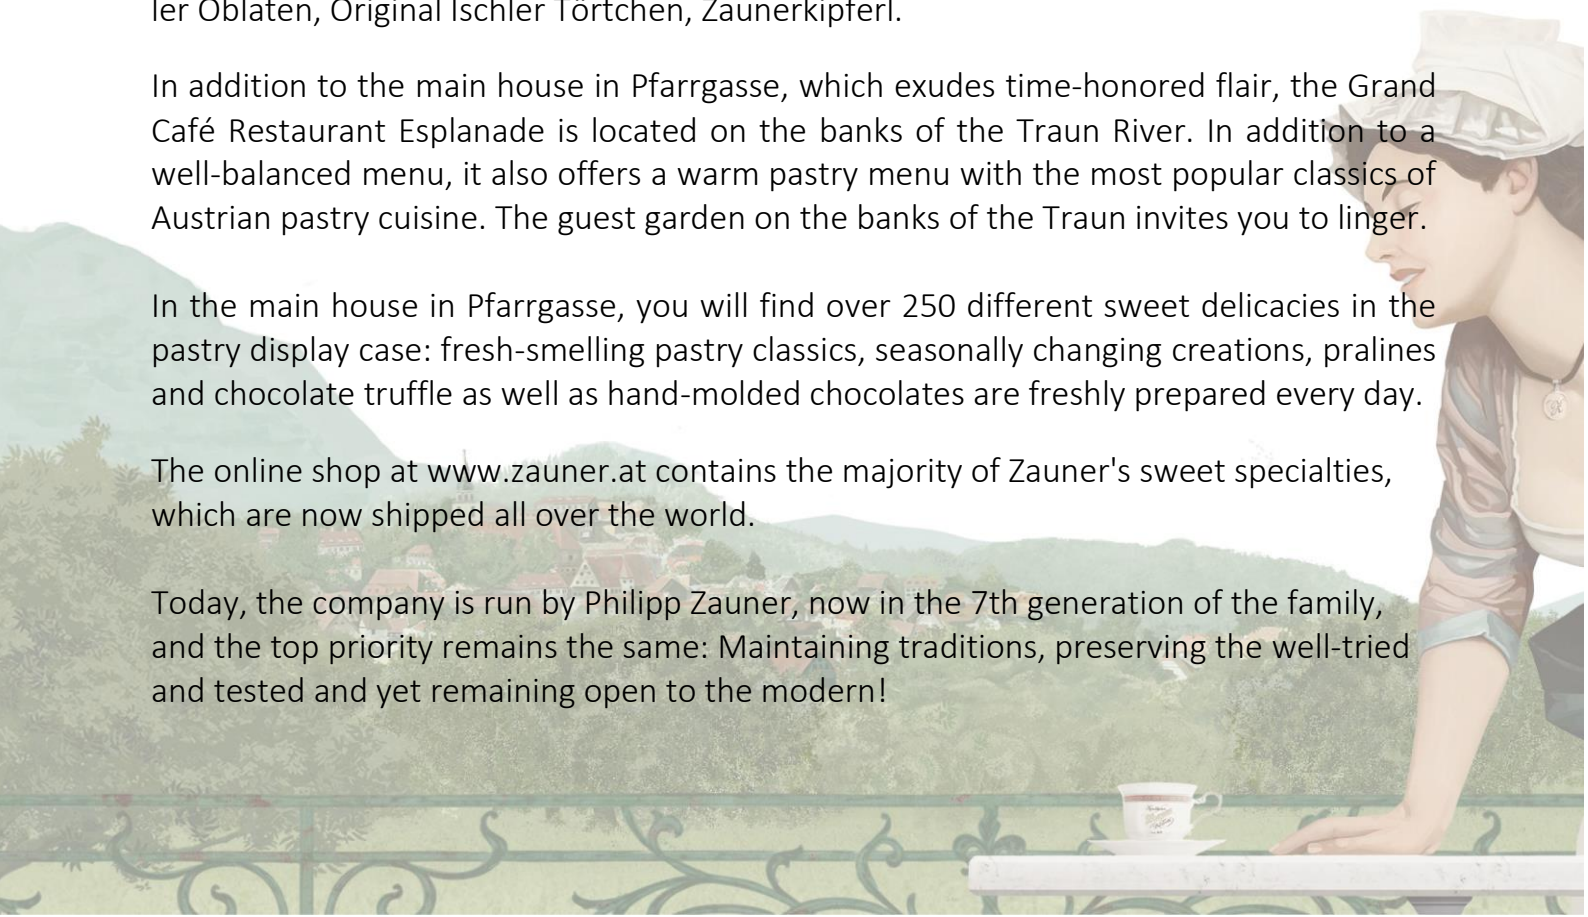 ler Oblaten, Original Ischler Törtchen, Zaunerkipferl.
In addition to the main house in Pfarrgasse, which exudes time-honored flair, the Grand
Café Restaurant Esplanade is located on the banks of the Traun River. In addition to a
well-balanced menu, it also offers a warm pastry menu with the most popular classics of
Austrian pastry cuisine. The guest garden on the banks of the Traun invites you to linger.
In the main house in Pfarrgasse, you will find over 250 different sweet delicacies in the
pastry display case: fresh-smelling pastry classics, seasonally changing creations, pralines
and chocolate truffle as well as hand-molded chocolates are freshly prepared every day.
The online shop at www.zauner.at contains the majority of Zauner's sweet specialties,
which are now shipped all over the world.
Today, the company is run by Philipp Zauner, now in the 7th generation of the family,
and the top priority remains the same: Maintaining traditions, preserving the well-tried
and tested and yet remaining open to the modern!